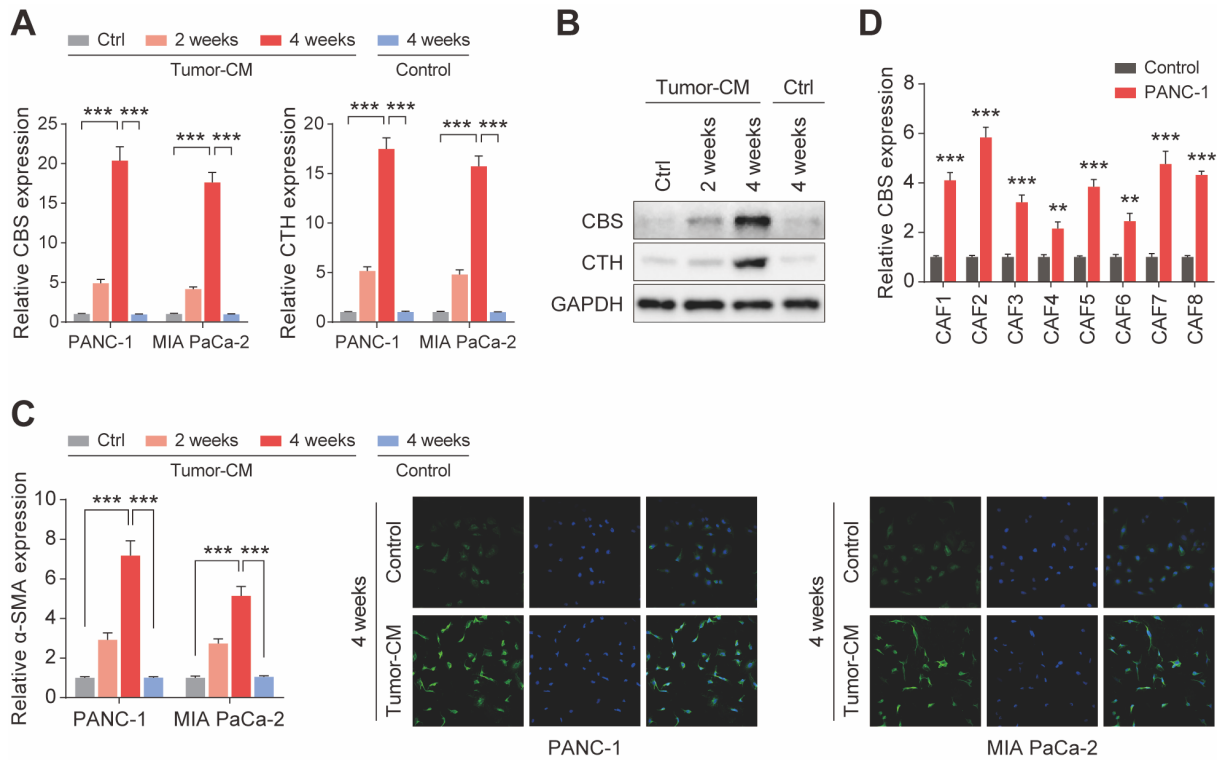 A
Ctrl 2 weeks 4 weeks 4 weeks
Tumor-CM Control
Relative CBS expression
25
20
15
10
5
0
*** ***
*** ***
PANC-1 MIA PaCa-2
Relative CTH expression
20
15
10
5
0
*** ***
*** ***
PANC-1 MIA PaCa-2
B
Tumor-CM Ctrl
Ctrl
2 weeks
4 weeks
4 weeks
CBS
CTH
GAPDH
D
Control
PANC-1
Relative CBS expression
8
6
4
2
0
***
***
***
**
***
**
***
***
CAF1
CAF2
CAF3
CAF4
CAF5
CAF6
CAF7
CAF8
C
Ctrl 2 weeks 4 weeks 4 weeks
Tumor-CM Control
Relative α-SMA expression
10
8
6
4
2
0
*** ***
*** ***
PANC-1 MIA PaCa-2
4 weeks
Control
Tumor-CM
PANC-1
4 weeks
Control
Tumor-CM
MIA PaCa-2